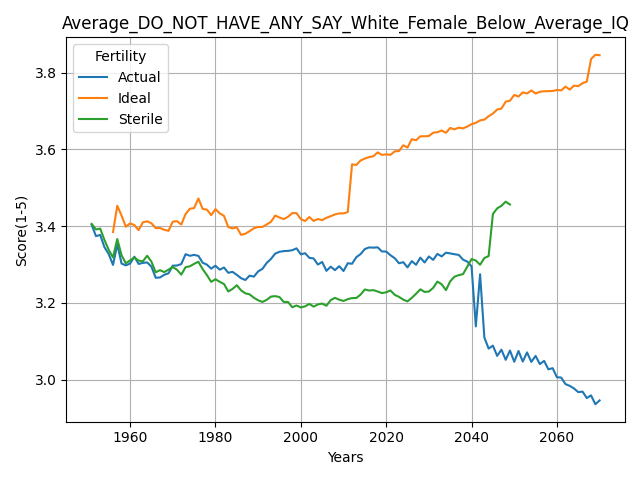 Average_DO_NOT_HAVE_ANY_SAY_White_Female_Below_Average_IQ
Fertility
Actual
Ideal
Sterile
3.8
3.6
3.4
3.2
3.0
Score(1-5)
1960
1980
2000
2020
2040
2060
Years